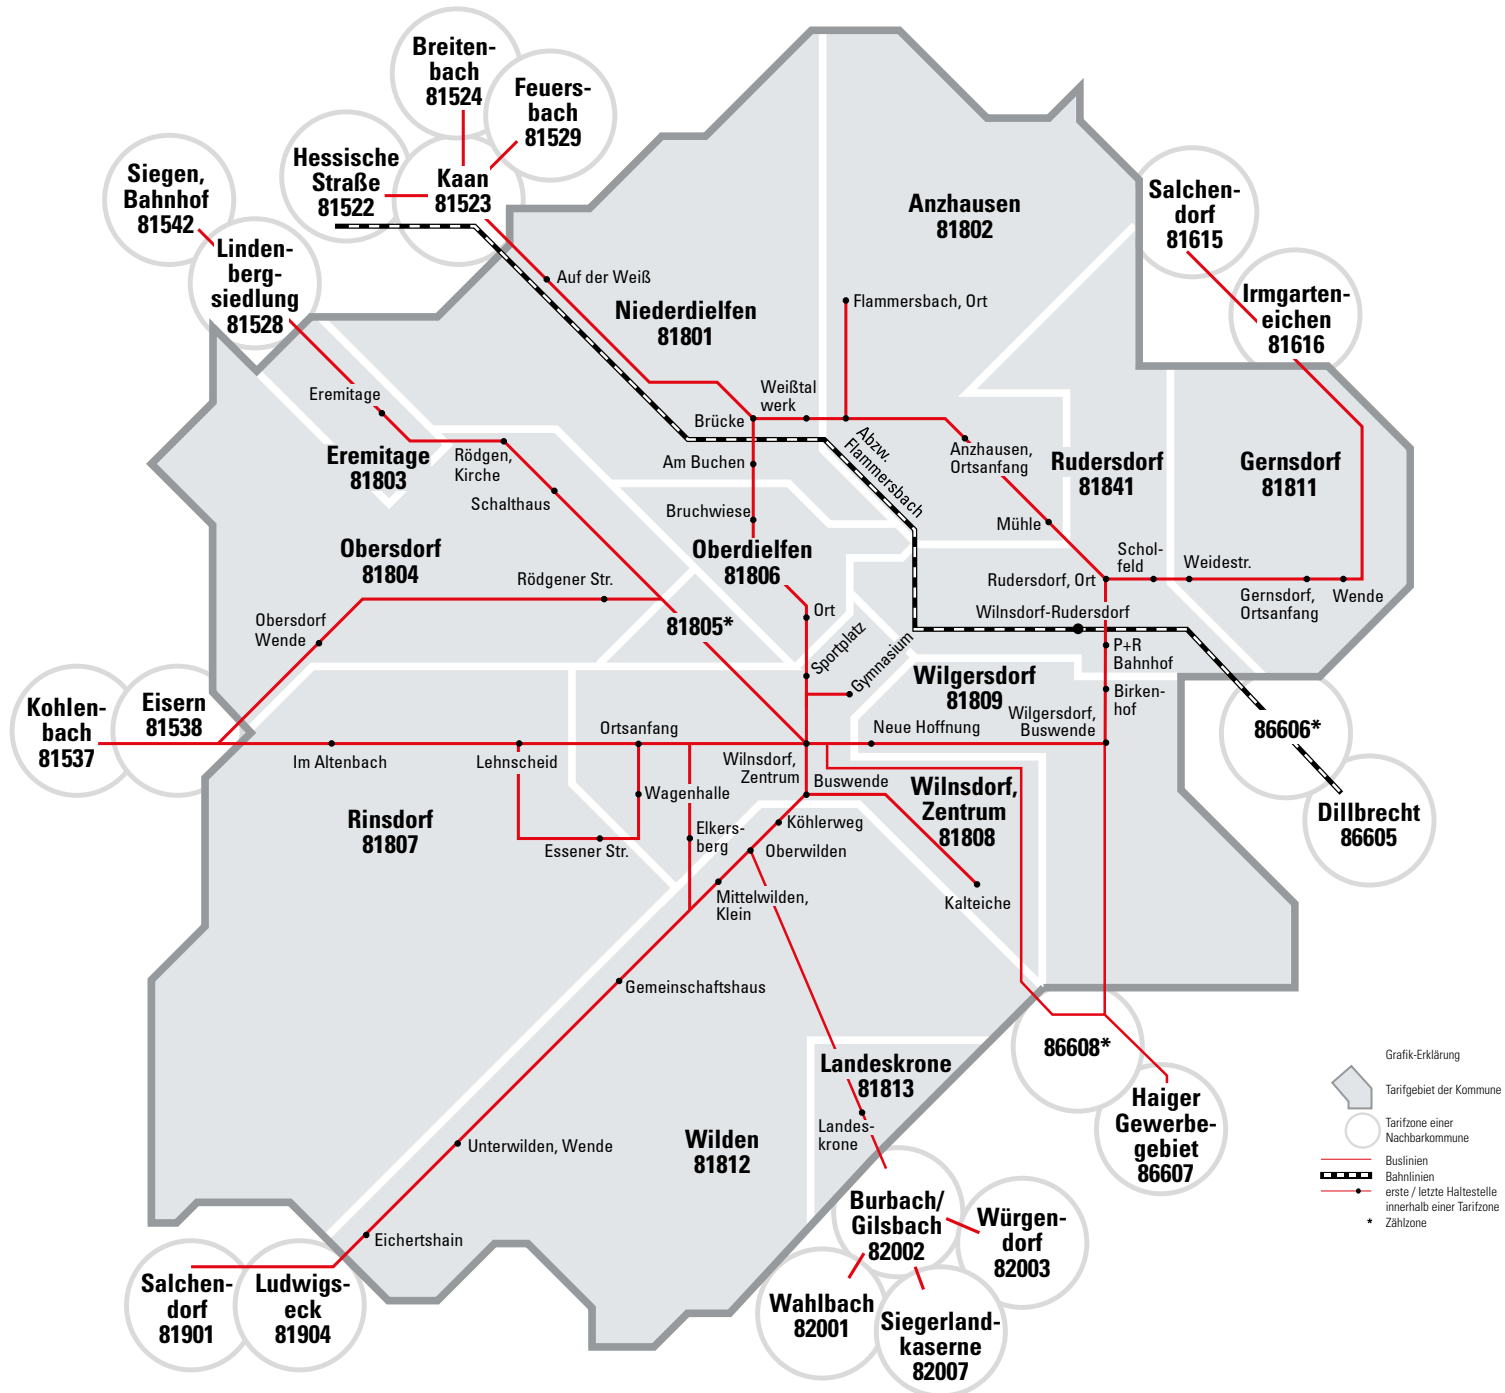 Breiten-
bach
81524
Feuers-
bach
81529
Hessische
Straße
81522
Kaan
81523
Siegen,
Bahnhof
81542
Linden-
berg-
siedlung
81528
Anzhausen
81802
Salchen-
dorf
81615
Irmgarten-
eichen
81616
Auf der Weiß
Niederdielfen
81801
Flammersbach, Ort
Weißtal
werk
Brücke
Abzw.
Flammersbach
Eremitage
Eremitage
81803
Rödgen,
Kirche
Schalthaus
Am Buchen
Bruchwiese
Anzhausen,
Ortsanfang
Rudersdorf
81841
Gernsdorf
81811
Mühle
Obersdorf
81804
Oberdielfen
81806
Schol-
feld
Weidestr.
Rudersdorf, Ort
Gernsdorf,
Ortsanfang
Wende
Rödgener Str.
Obersdorf
Wende
81805*
Ort
Sportplatz
Gymnasium
Wilnsdorf-Rudersdorf
P+R
Bahnhof
Wilgersdorf
81809
Birken-
hof
Kohlen-
bach
81537
Eisern
81538
Ortsanfang
Neue Hoffnung
Wilgersdorf,
Buswende
86606*
Im Altenbach
Lehnscheid
Wilnsdorf,
Zentrum
Buswende
Wagenhalle
Wilnsdorf,
Zentrum
81808
Dillbrecht
86605
Rinsdorf
81807
Essener Str.
Elkers-
berg
Köhlerweg
Oberwilden
Mittelwilden,
Klein
Kalteiche
Gemeinschaftshaus
86608*
Landeskrone
81813
Haiger
Gewerbe-
gebiet
86607
Landes-
krone
Unterwilden, Wende
Wilden
81812
Eichertshain
Burbach/
Gilsbach
82002
Würgen-
dorf
82003
Wahlbach
82001
Siegerland-
kaserne
82007
Salchen-
dorf
81901
Ludwigs-
eck
81904
Grafik-Erklärung
Tarifgebiet der Kommune
Tarifzone einer
Nachbarkommune
Buslinien
Bahnlinien
erste / letzte Haltestelle
innerhalb einer Tarifzone
* Zählzone